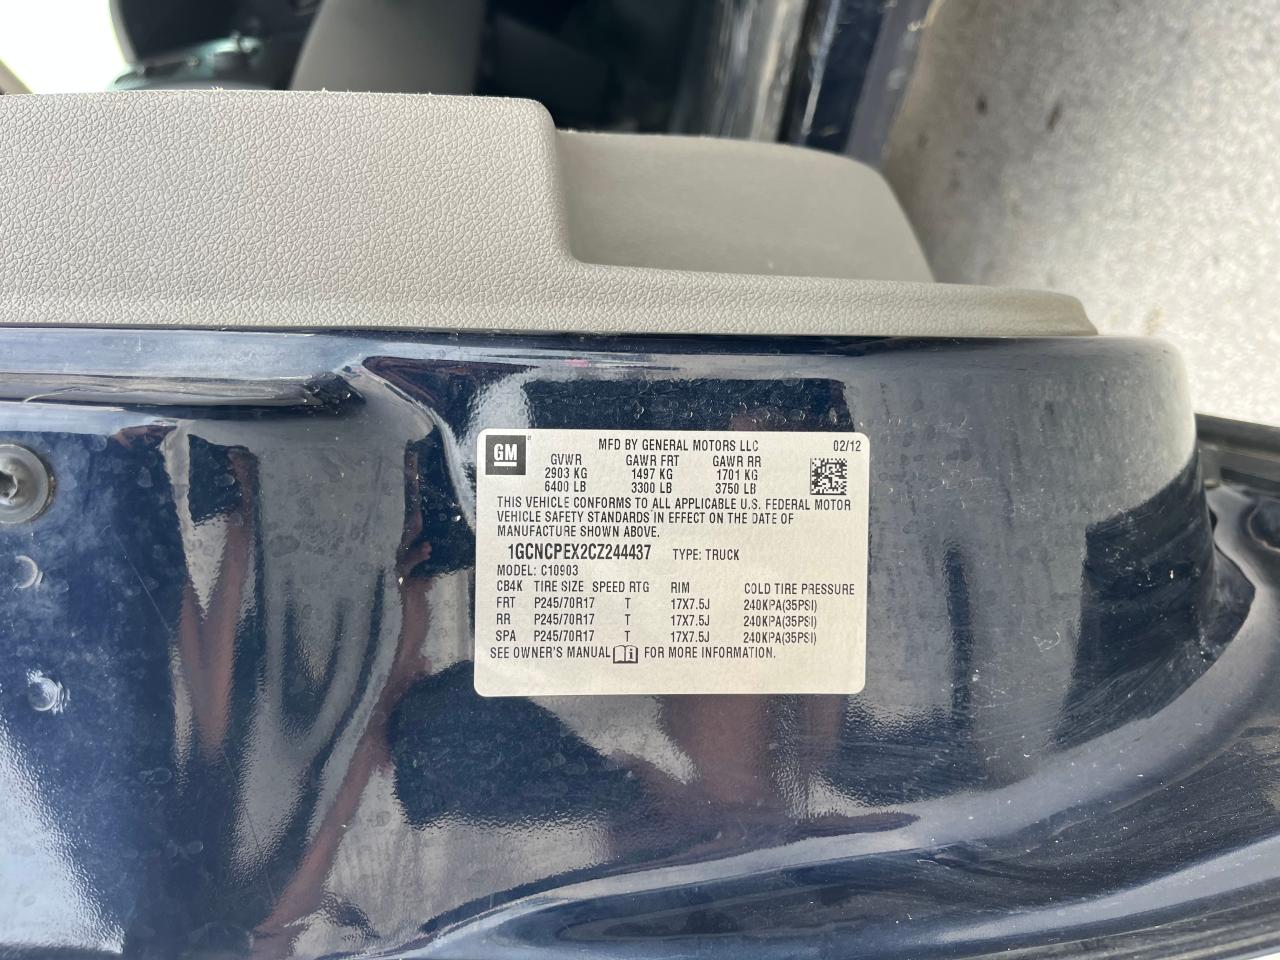 GM MFD BY GENERAL MOTORS LLC 02/12
GVWR GAWR FRT GAWR RR
2903 KG 1497 KG 1701 KG
6400 LB 3300 LB 3750 LB
THIS VEHICLE CONFORMS TO ALL APPLICABLE U.S. FEDERAL MOTOR
VEHICLE SAFETY STANDARDS IN EFFECT ON THE DATE OF
MANUFACTURE SHOWN ABOVE.
1GCNCPEX2CZ244437 TYPE: TRUCK
MODEL: C10903
CB4K TIRE SIZE SPEED RTG RIM COLD TIRE PRESSURE
FRT P245/70R17 T 17X7.5J 240KPA(35PSI)
RR P245/70R17 T 17X7.5J 240KPA(35PSI)
SPA P245/70R17 T 17X7.5J 240KPA(35PSI)
SEE OWNER'S MANUAL FOR MORE INFORMATION.